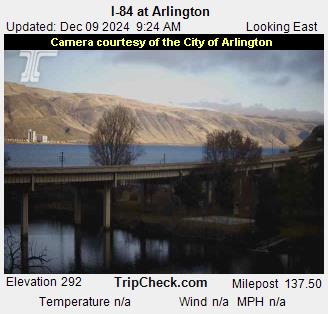 I-84 at Arlington
Updated: Dec 09 2024 9:24 AM Looking East
Camera courtesy of the City of Arlington
Elevation 292 TripCheck.com Milepost 137.50
Temperature n/a Wind n/a MPH n/a